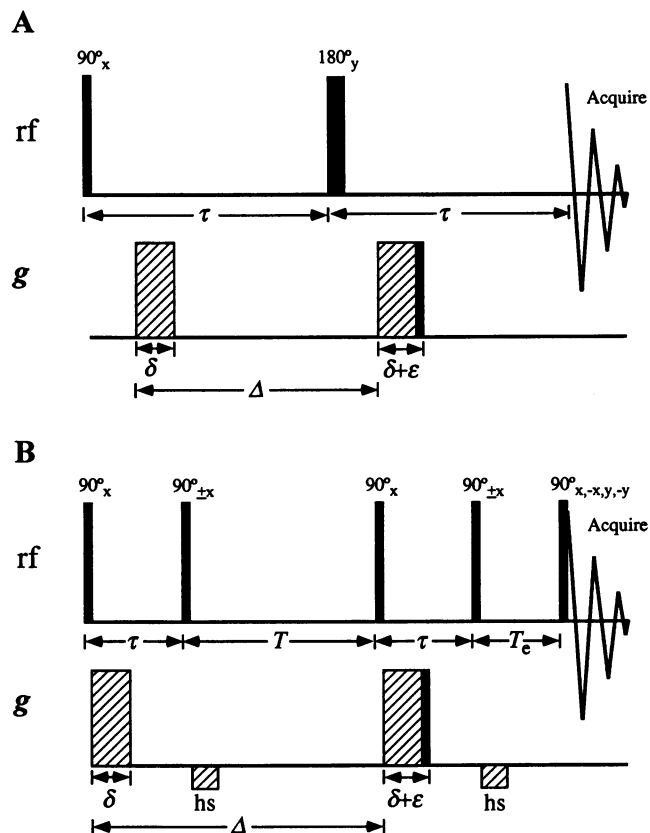 A
90°x 180°y
rf
Acquire
τ τ
g
δ δ+ε
Δ
B
90°x 90°±x 90°x 90°±x 90°x,-x,y,-y
rf
Acquire
τ T τ Te
g
δ hs δ+ε hs
Δ